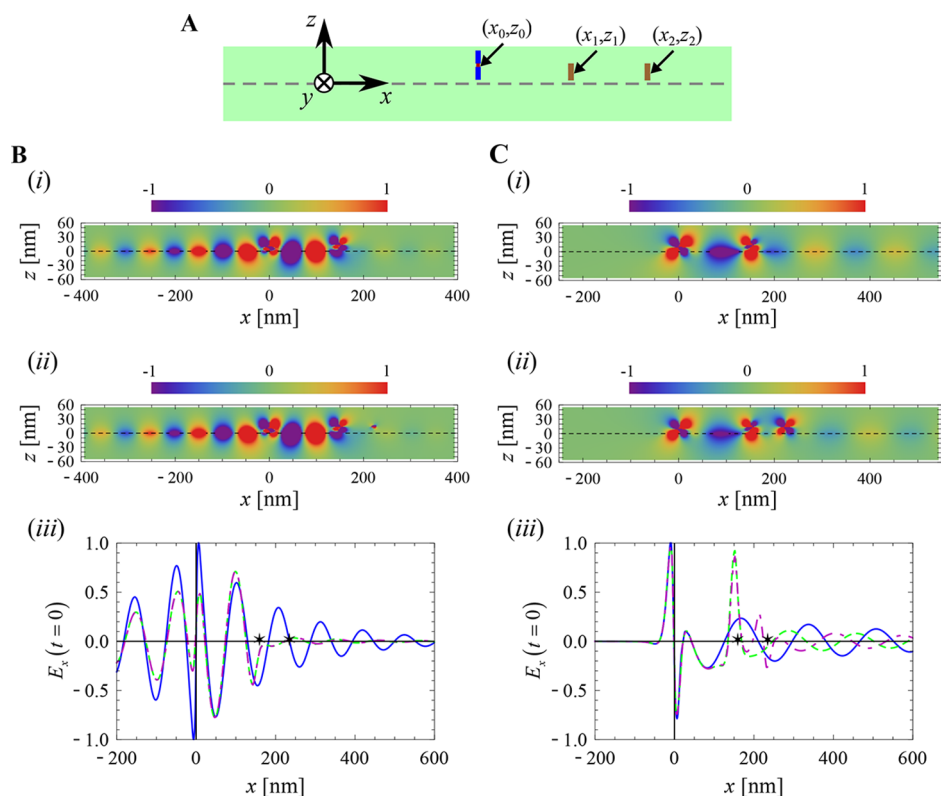 A
z
(x₀,z₀)
(x₁,z₁)
(x₂,z₂)
y
x
B
C
(i)
-1 0 1
(i)
-1 0 1
z [nm]
60
30
0
-30
-60
-400 -200 0 200 400
x [nm]
z [nm]
60
30
0
-30
-60
0 200 400
x [nm]
(ii)
-1 0 1
(ii)
-1 0 1
z [nm]
60
30
0
-30
-60
-400 -200 0 200 400
x [nm]
z [nm]
60
30
0
-30
-60
0 200 400
x [nm]
(iii)
Eₓ (t = 0)
1.0
0.5
0.0
-0.5
-1.0
-200 0 200 400 600
x [nm]
(iii)
Eₓ (t = 0)
1.0
0.5
0.0
-0.5
-1.0
-200 0 200 400 600
x [nm]